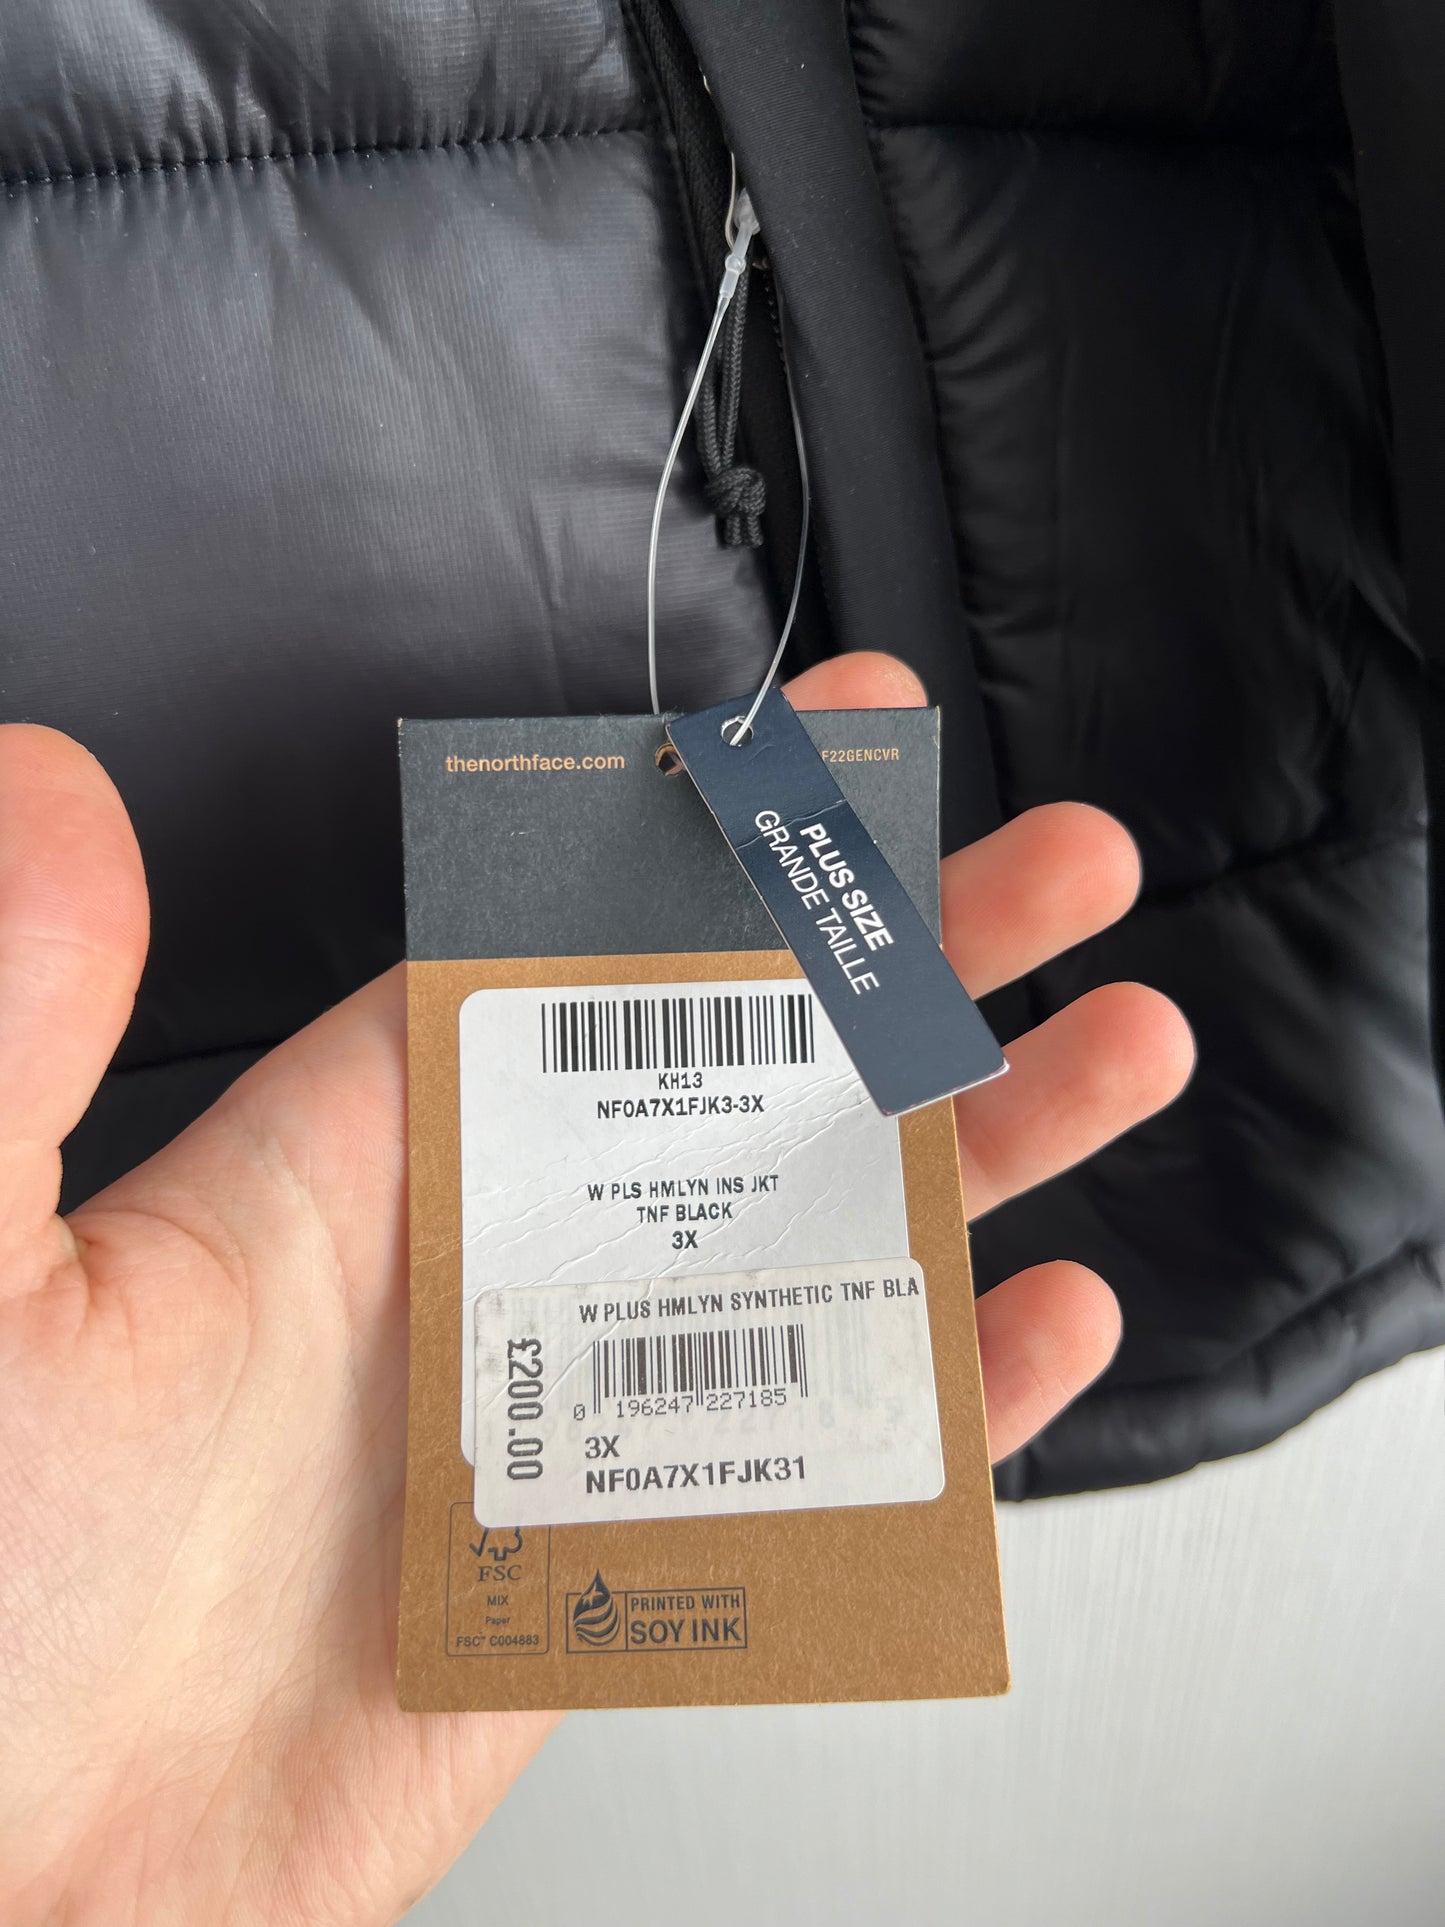 thenorthface.com
F22GENCVR
PLUS SIZE
GRANDE TAILLE
KH13
NF0A7X1FJK3-3X
W PLS HMLYN INS JKT
TNF BLACK
3X
W PLUS HMLYN SYNTHETIC TNF BLA
£200.00
0 196247 227185
3X
NF0A7X1FJK31
FSC
MIX
Paper
FSC™ C004883
PRINTED WITH
SOY INK